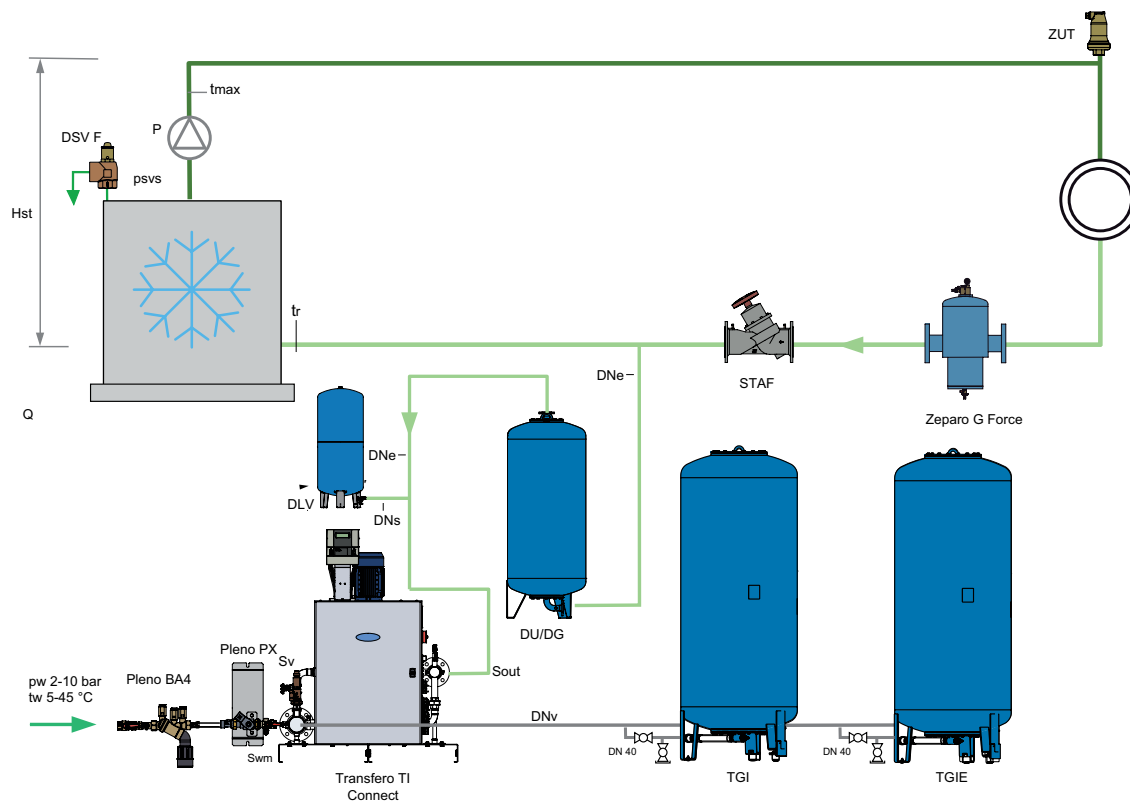 ZUT
tmax
P
DSV F
psvs
Hst
tr
DNe
STAF
Q
Zeparo G Force
DNe
DLV
DNs
DU/DG
Pleno PX
Sv
Sout
pw 2-10 bar
tw 5-45 °C
Pleno BA4
DNv
Swm
DN 40
DN 40
Transfero TI
Connect
TGI
TGIE